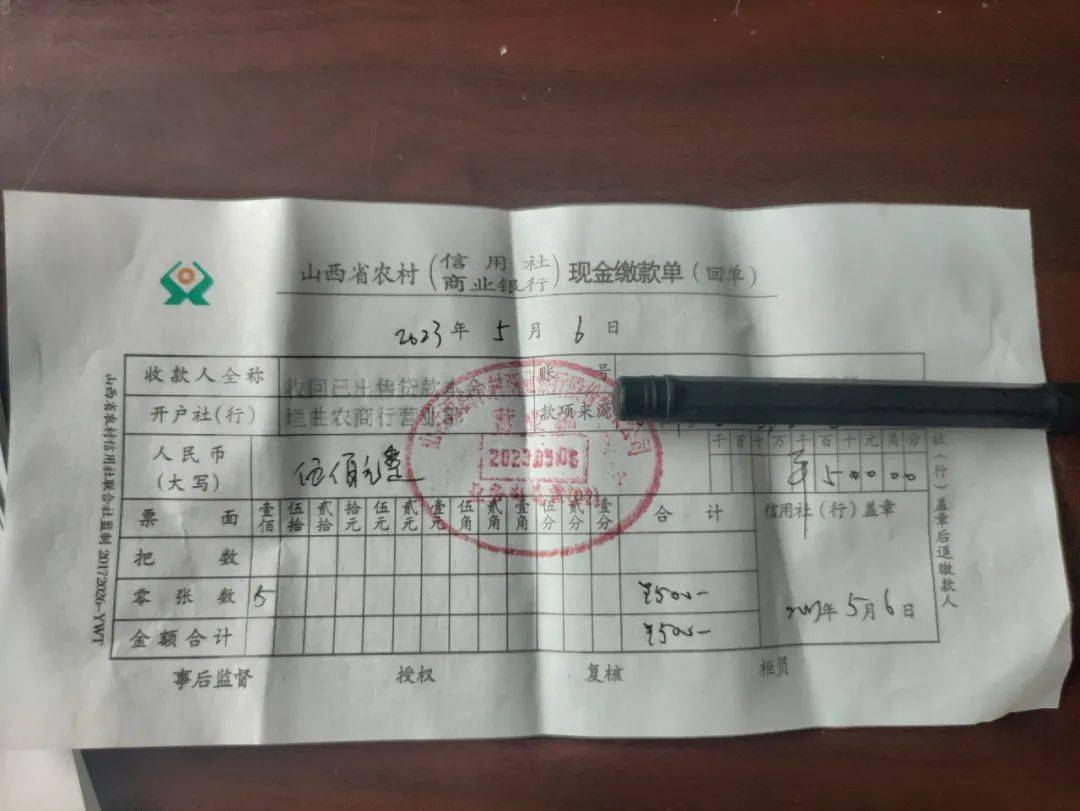 山西省农村(信用社 商业银行)现金缴款单(回单)
2023年5月6日
收款人全称 收回已出售贷款本金 账号
开户社(行) 垣曲农商行营业部 款项来源
人民币(大写) 伍佰元整 千百十万千百十元角分 ¥50000
票面 壹佰 伍拾 贰拾 拾元 伍元 贰元 壹元 伍角 贰角 壹角 伍分 贰分 壹分 合计 信用社(行)盖章
把数
零张数 5 ¥500-
金额合计 ¥500-
2023年5月6日
事后监督 授权 复核 柜员
山西省农村信用社联合社监制 20172026-YWT
社(行)盖章后退缴款人
2023.05.06